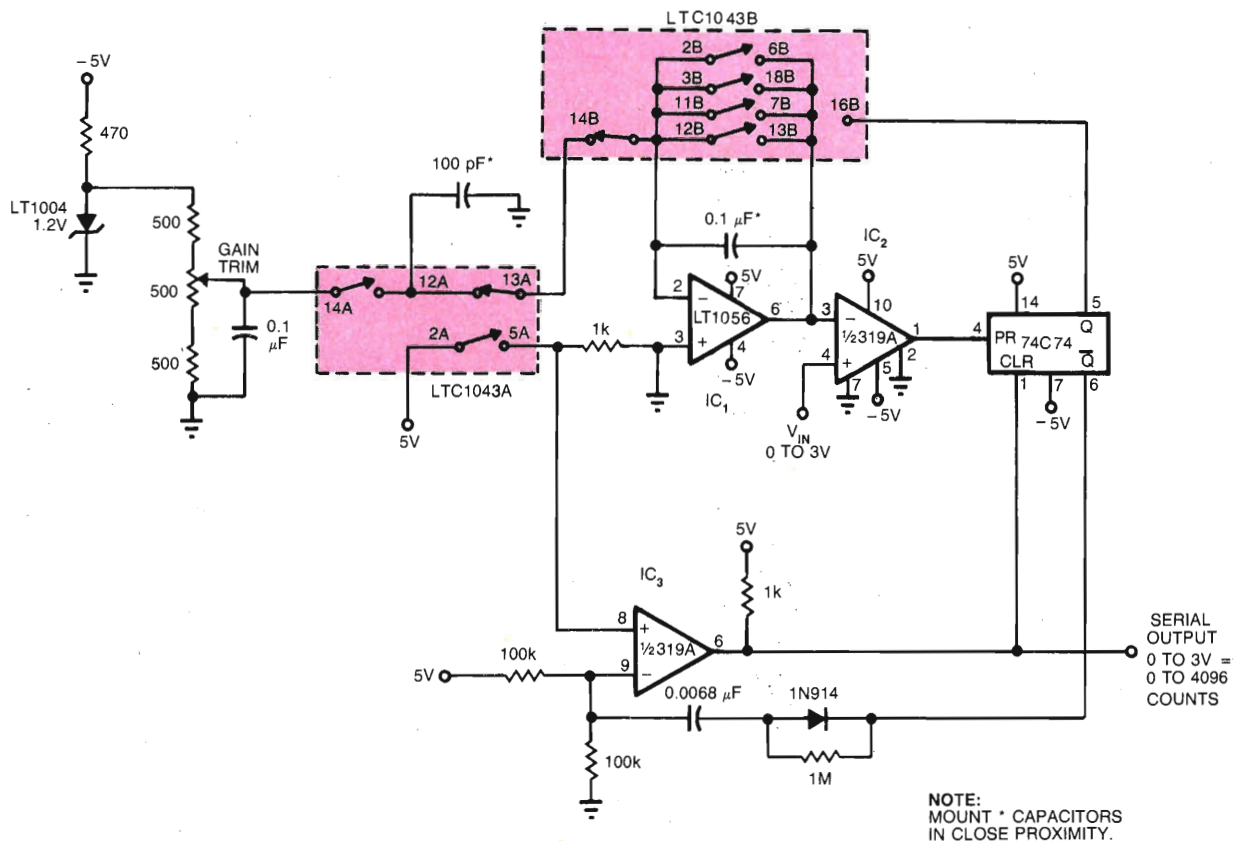 LTC1043B
2B
6B
3B
18B
11B
7B
14B
12B
13B
16B
−5V
470
LT1004
1.2V
500
GAIN
TRIM
500
500
0.1
μF
100 pF*
14A
12A
13A
2A
5A
LTC1043A
5V
1k
0.1 μF*
5V
7
2
−
LT1056
6
3
+
4
−5V
IC1
IC2
5V
10
3
−
½319A
1
4
+
2
5
7
−5V
VIN
0 TO 3V
5V
14
5
Q
4
PR
74C74
CLR
Q̅
1
7
6
−5V
IC3
8
+
½319A
6
9
−
5V
1k
5V
100k
100k
0.0068 μF
1N914
1M
SERIAL
OUTPUT
0 TO 3V =
0 TO 4096
COUNTS
NOTE:
MOUNT * CAPACITORS
IN CLOSE PROXIMITY.